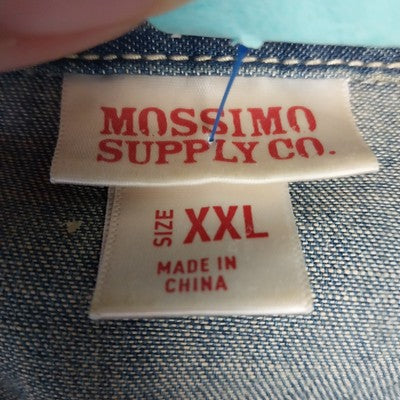 MOSSIMO
SUPPLY CO.
SIZE XXL
MADE IN
CHINA